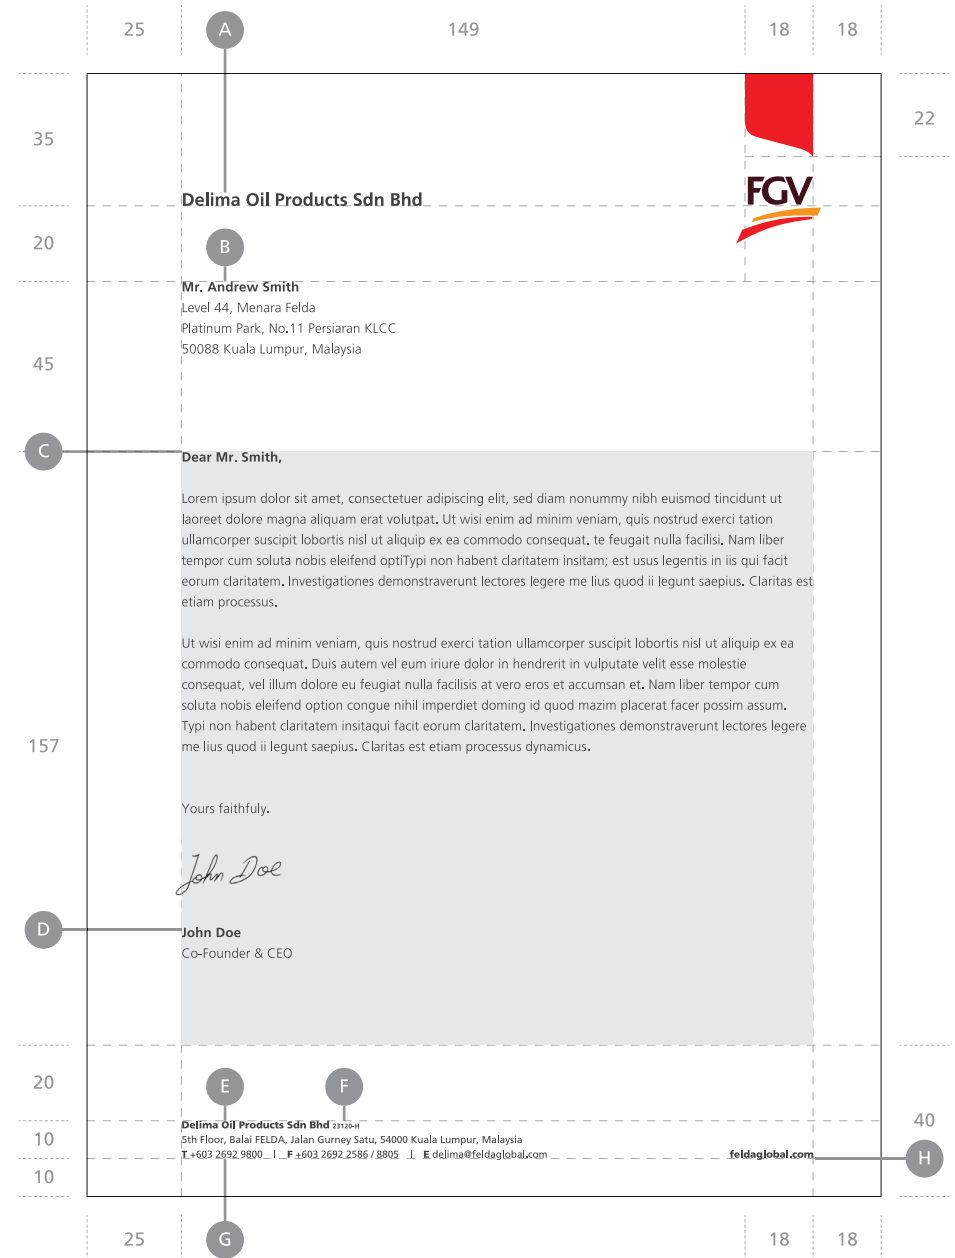 25 A 149 18 18
35
22
FGV
Delima Oil Products Sdn Bhd
20
B
Mr. Andrew Smith
Level 44, Menara Felda
Platinum Park, No.11 Persiaran KLCC
50088 Kuala Lumpur, Malaysia
45
C
Dear Mr. Smith,
Lorem ipsum dolor sit amet, consectetuer adipiscing elit, sed diam nonummy nibh euismod tincidunt ut
laoreet dolore magna aliquam erat volutpat. Ut wisi enim ad minim veniam, quis nostrud exerci tation
ullamcorper suscipit lobortis nisl ut aliquip ex ea commodo consequat. te feugait nulla facilisi. Nam liber
tempor cum soluta nobis eleifend optiTypi non habent claritatem insitam; est usus legentis in iis qui facit
eorum claritatem. Investigationes demonstraverunt lectores legere me lius quod ii legunt saepius. Claritas est
etiam processus.
Ut wisi enim ad minim veniam, quis nostrud exerci tation ullamcorper suscipit lobortis nisl ut aliquip ex ea
commodo consequat. Duis autem vel eum iriure dolor in hendrerit in vulputate velit esse molestie
consequat, vel illum dolore eu feugiat nulla facilisis at vero eros et accumsan et. Nam liber tempor cum
soluta nobis eleifend option congue nihil imperdiet doming id quod mazim placerat facer possim assum.
Typi non habent claritatem insitaqui facit eorum claritatem. Investigationes demonstraverunt lectores legere
me lius quod ii legunt saepius. Claritas est etiam processus dynamicus.
157
Yours faithfuly.
John Doe
D
John Doe
Co-Founder & CEO
20
E F
Delima Oil Products Sdn Bhd 23120-H
5th Floor, Balai FELDA, Jalan Gurney Satu, 54000 Kuala Lumpur, Malaysia
T +603 2692 9800 | F +603 2692 2586 / 8805 | E delima@feldaglobal.com feldaglobal.com
10
40
H
10
25 G 18 18